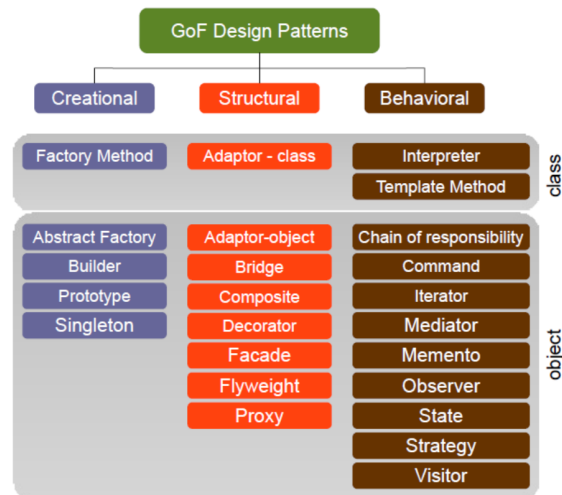 GoF Design Patterns
Creational Structural Behavioral
Factory Method Adaptor - class Interpreter
Template Method
class
Abstract Factory Adaptor-object Chain of responsibility
Builder Bridge Command
Prototype Composite Iterator
Singleton Decorator Mediator
Facade Memento
Flyweight Observer
Proxy State
Strategy
Visitor
object